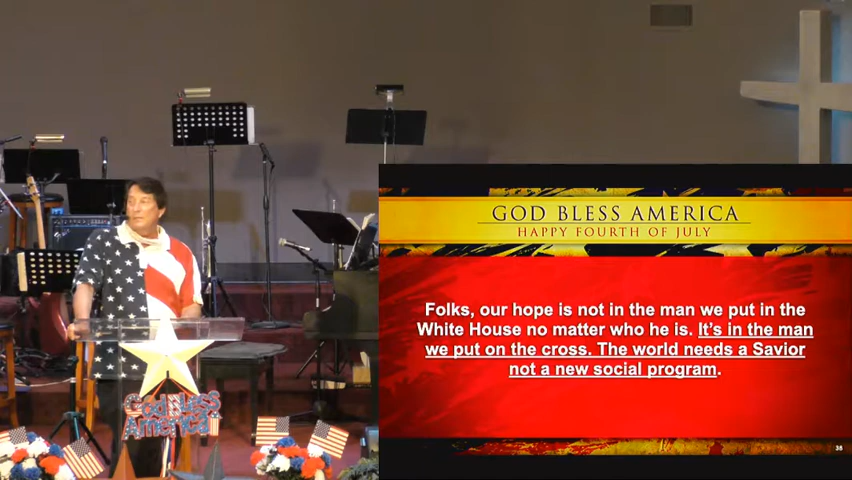 GOD BLESS AMERICA
HAPPY FOURTH OF JULY
Folks, our hope is not in the man we put in the
White House no matter who he is. It's in the man
we put on the cross. The world needs a Savior
not a new social program.
38
God Bless
America